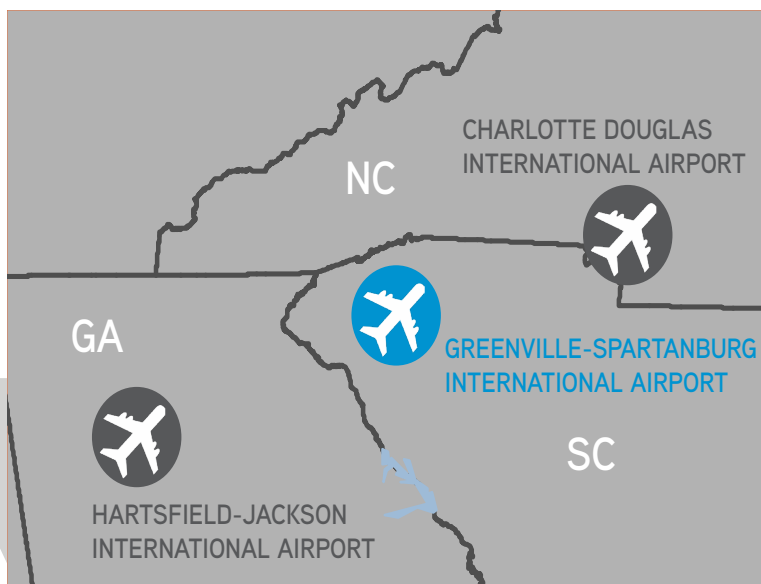 CHARLOTTE DOUGLAS
INTERNATIONAL AIRPORT
NC
GA
GREENVILLE-SPARTANBURG
INTERNATIONAL AIRPORT
SC
HARTSFIELD-JACKSON
INTERNATIONAL AIRPORT